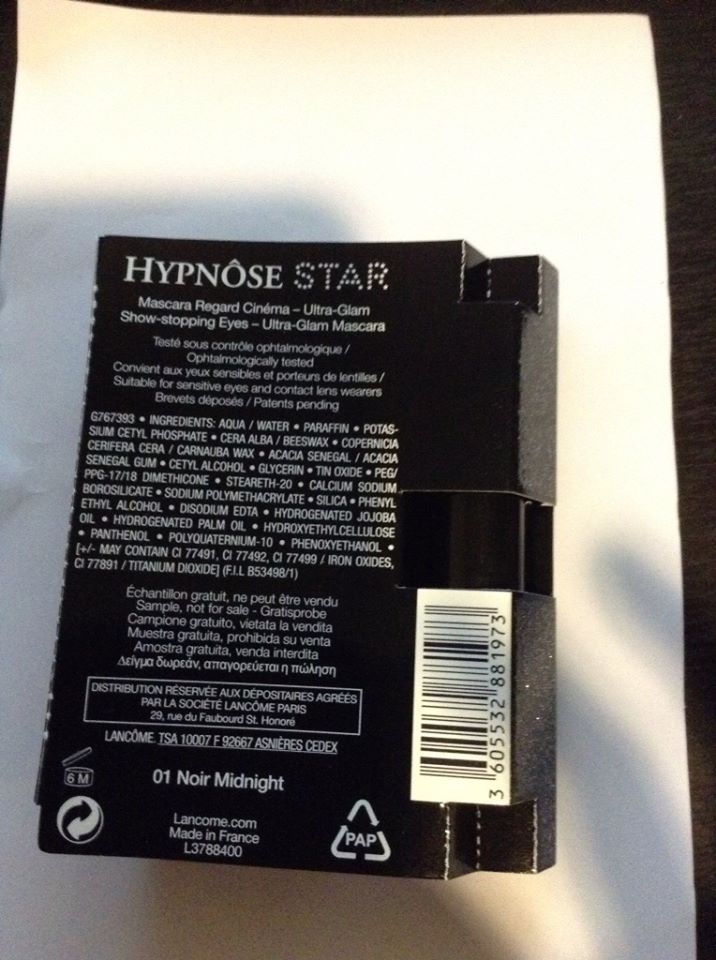 HYPNÔSE STAR
Mascara Regard Cinéma – Ultra-Glam
Show-stopping Eyes – Ultra-Glam Mascara
Testé sous contrôle ophtalmologique /
Ophtalmologically tested
Convient aux yeux sensibles et porteurs de lentilles /
Suitable for sensitive eyes and contact lens wearers
Brevets déposés / Patents pending
G767393 • INGREDIENTS: AQUA / WATER • PARAFFIN • POTAS-
SIUM CETYL PHOSPHATE • CERA ALBA / BEESWAX • COPERNICIA
CERIFERA CERA / CARNAUBA WAX • ACACIA SENEGAL / ACACIA
SENEGAL GUM • CETYL ALCOHOL • GLYCERIN • TIN OXIDE • PEG/
PPG-17/18 DIMETHICONE • STEARETH-20 • CALCIUM SODIUM
BOROSILICATE • SODIUM POLYMETHACRYLATE • SILICA • PHENYL
ETHYL ALCOHOL • DISODIUM EDTA • HYDROGENATED JOJOBA
OIL • HYDROGENATED PALM OIL • HYDROXYETHYLCELLULOSE
• PANTHENOL • POLYQUATERNIUM-10 • PHENOXYETHANOL •
[+/- MAY CONTAIN CI 77491, CI 77492, CI 77499 / IRON OXIDES,
CI 77891 / TITANIUM DIOXIDE] (F.I.L B53498/1)
Échantillon gratuit, ne peut être vendu
Sample, not for sale - Gratisprobe
Campione gratuito, vietata la vendita
Muestra gratuita, prohibida su venta
Amostra gratuita, venda interdita
Δείγμα δωρεάν, απαγορεύεται η πώληση
DISTRIBUTION RÉSERVÉE AUX DÉPOSITAIRES AGRÉÉS
PAR LA SOCIÉTÉ LANCÔME PARIS
29, rue du Faubourg St. Honoré
LANCÔME. TSA 10007 F 92667 ASNIÈRES CEDEX
6 M
01 Noir Midnight
Lancome.com
Made in France
L3788400
PAP
3 605532 881973